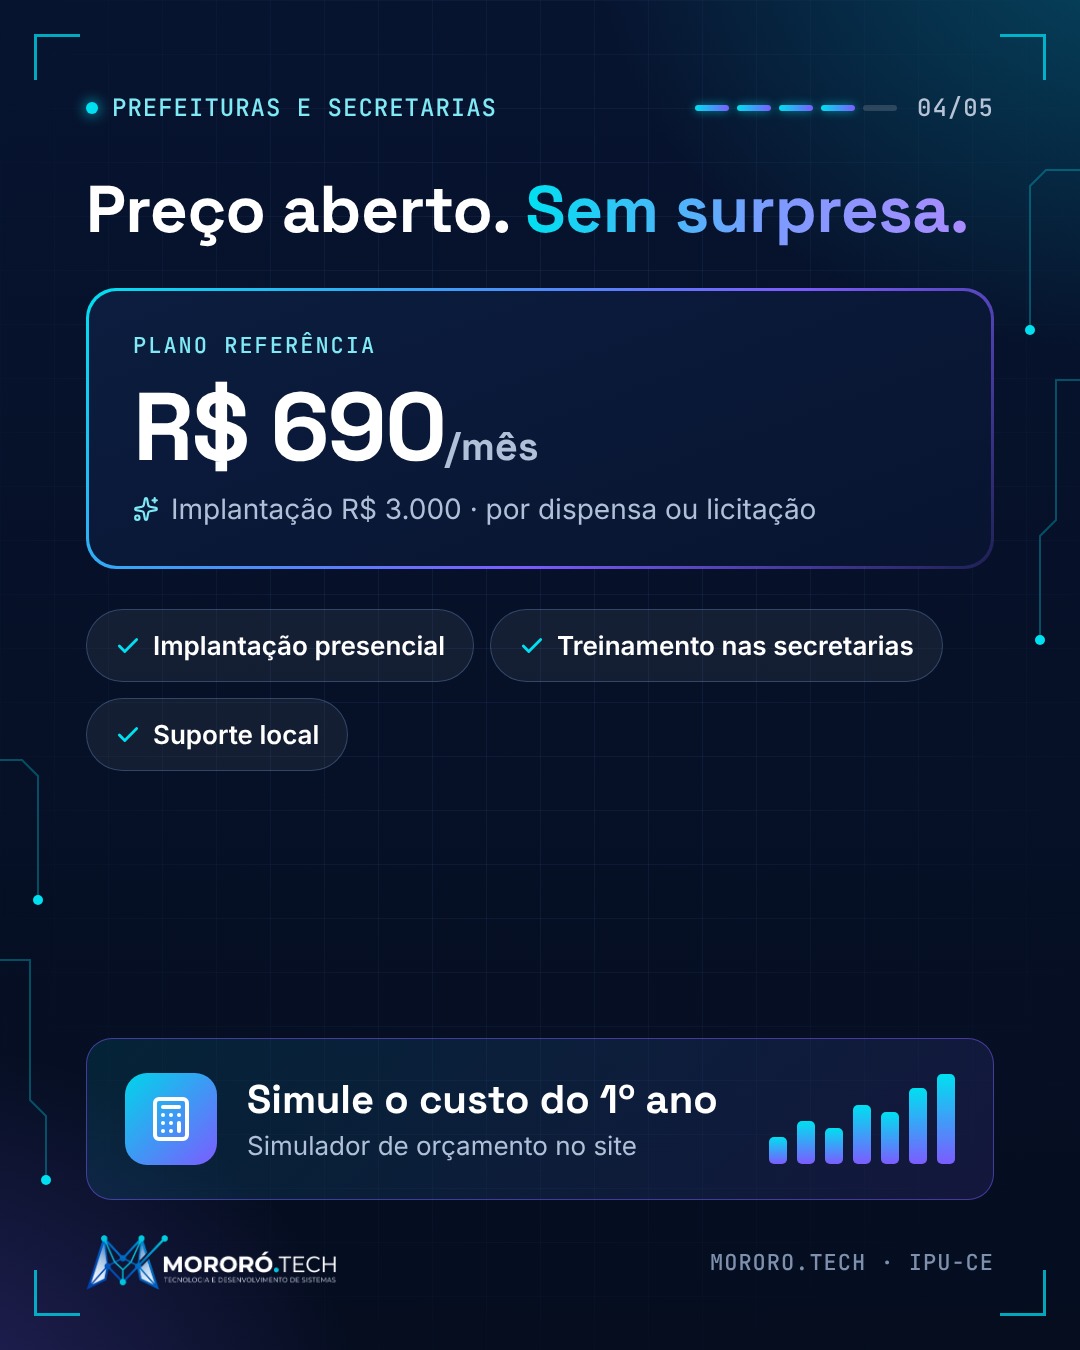 PREFEITURAS E SECRETARIAS
04/05
Preço aberto. Sem surpresa.
PLANO REFERÊNCIA
R$ 690/mês
Implantação R$ 3.000 · por dispensa ou licitação
Implantação presencial
Treinamento nas secretarias
Suporte local
Simule o custo do 1º ano
Simulador de orçamento no site
MORORÓ.TECH
TECNOLOGIA E DESENVOLVIMENTO DE SISTEMAS
MORORO.TECH · IPU-CE